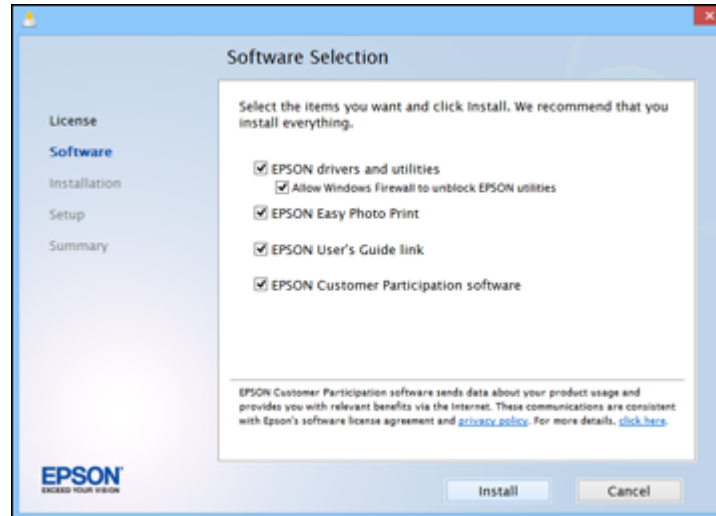 Software Selection
License
Software
Installation
Setup
Summary
Select the items you want and click Install. We recommend that you
install everything.
EPSON drivers and utilities
Allow Windows Firewall to unblock EPSON utilities
EPSON Easy Photo Print
EPSON User's Guide link
EPSON Customer Participation software
EPSON Customer Participation software sends data about your product usage and
provides you with relevant benefits via the Internet. These communications are consistent
with Epson's software license agreement and privacy policy. For more details, click here.
EPSON
EXCEED YOUR VISION
Install
Cancel